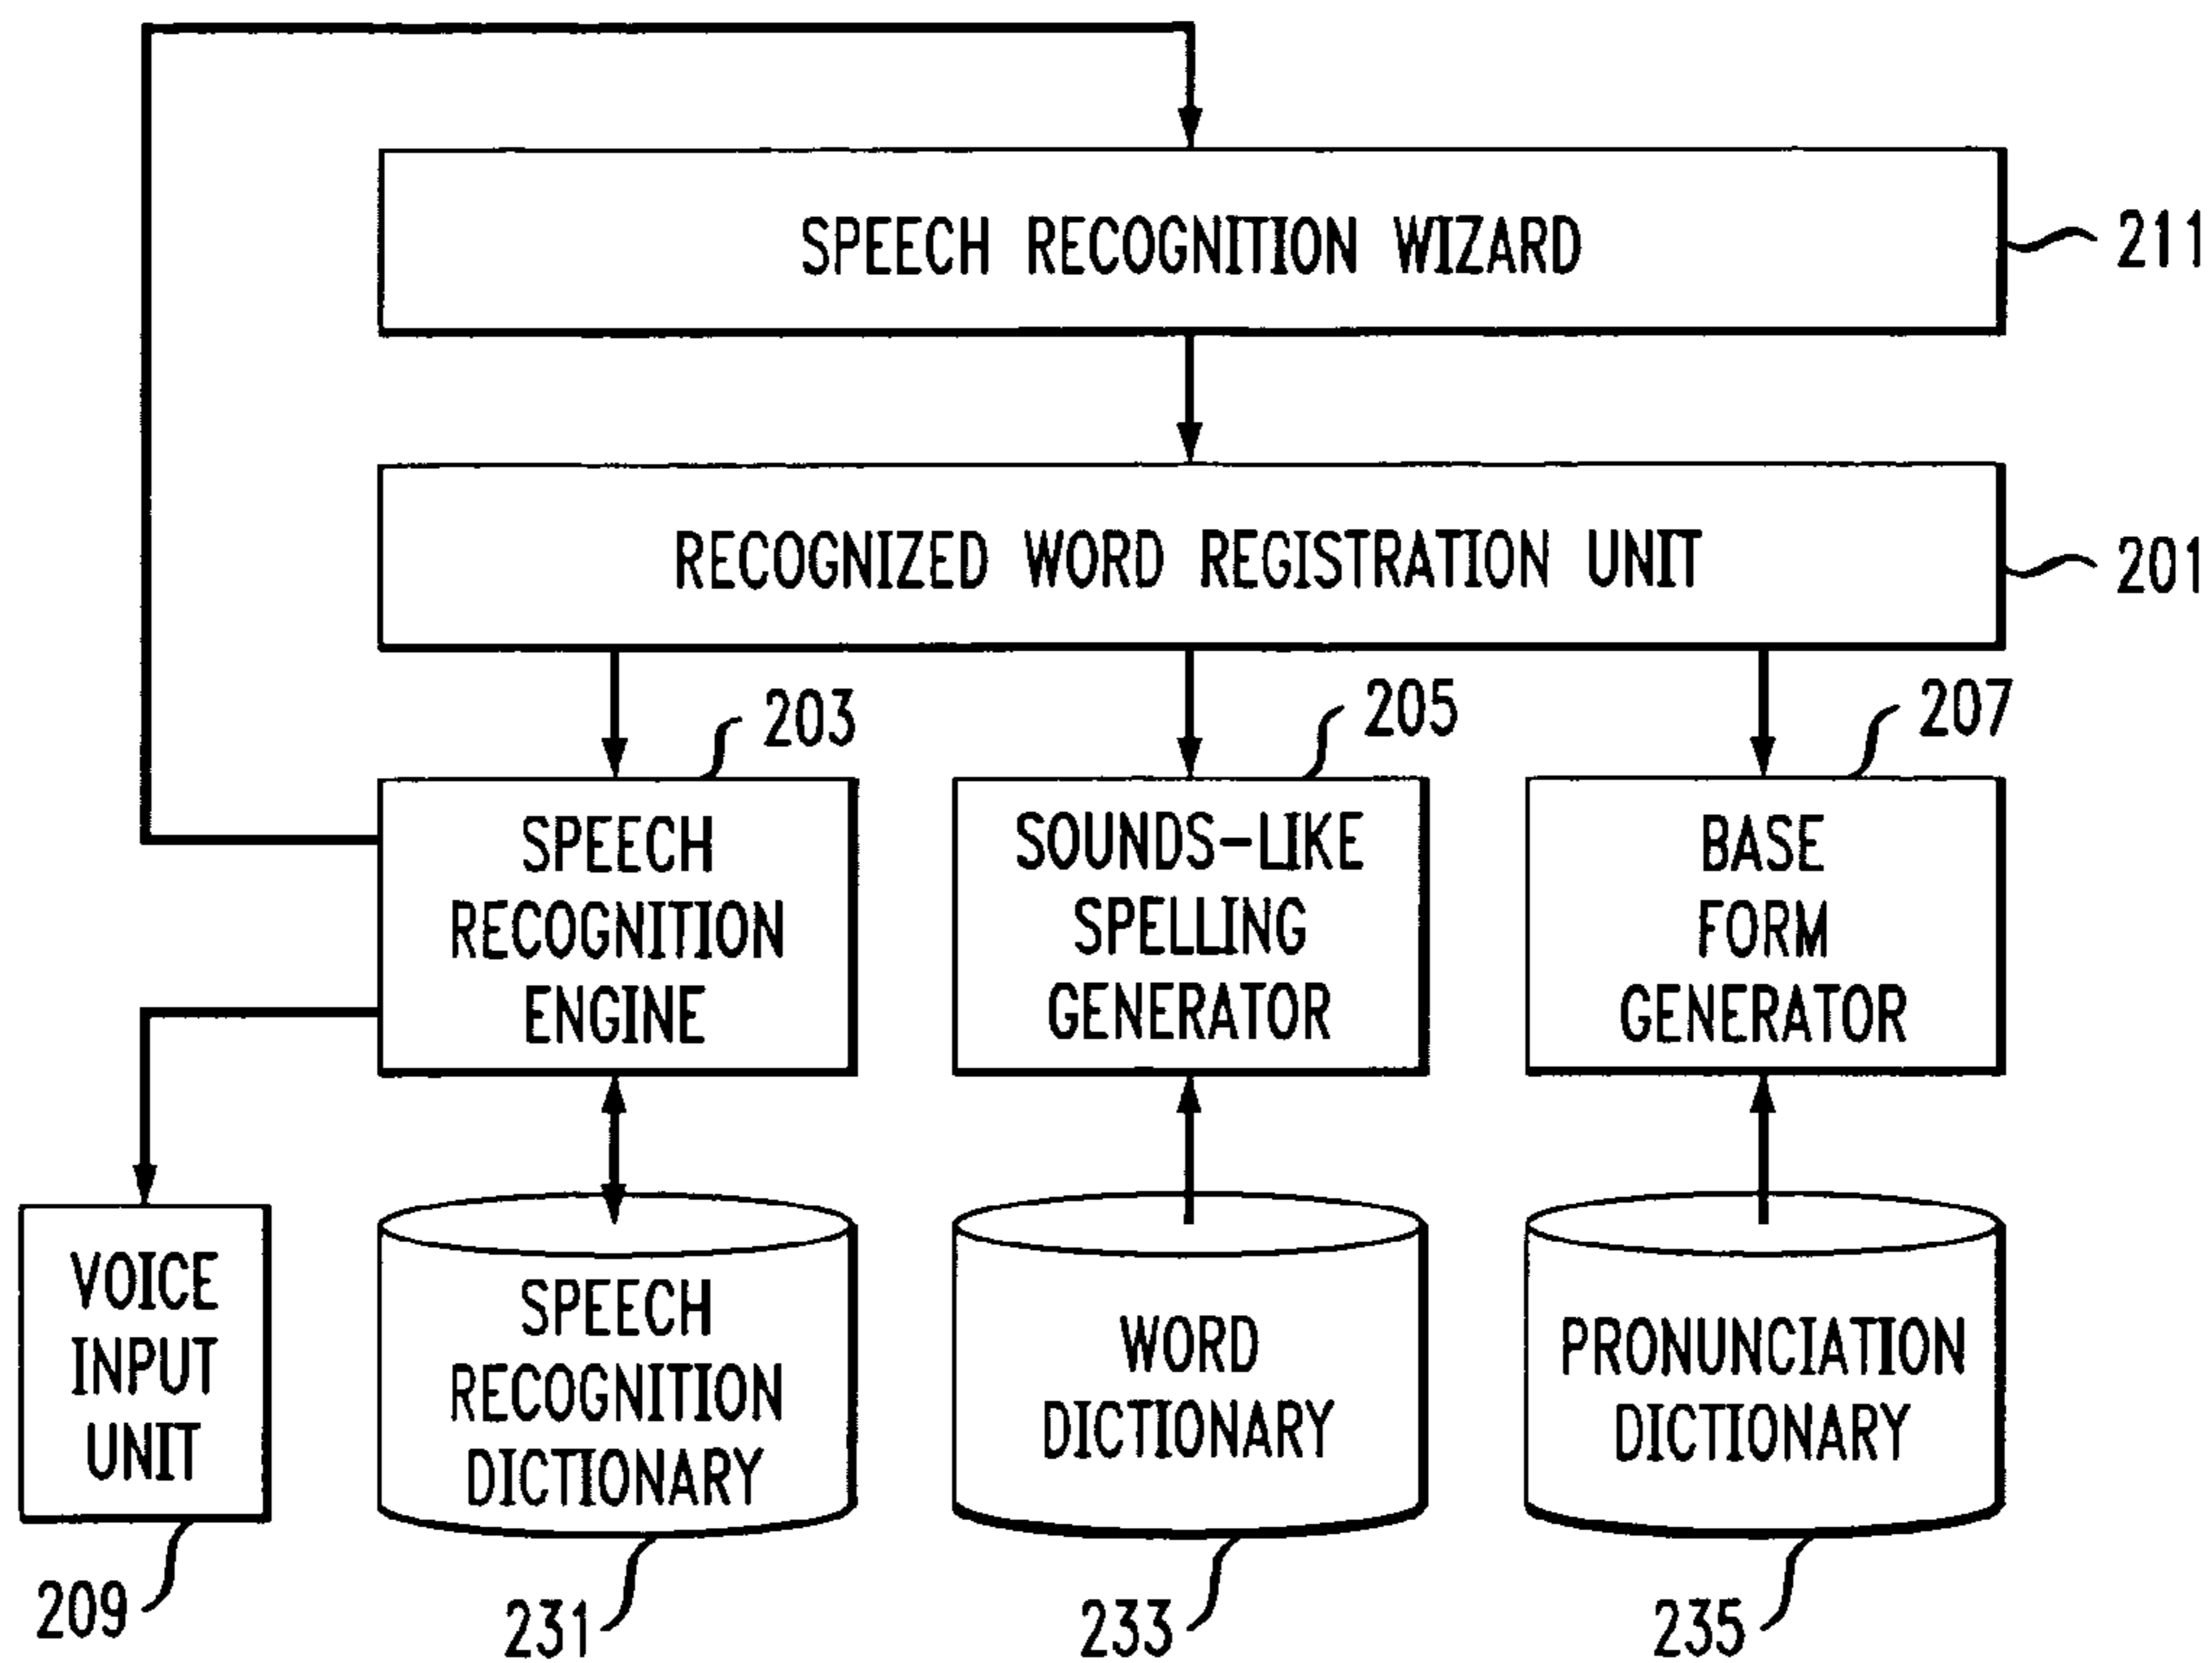 SPEECH RECOGNITION WIZARD
211
RECOGNIZED WORD REGISTRATION UNIT
201
203
205
207
SPEECH
RECOGNITION
ENGINE
SOUNDS-LIKE
SPELLING
GENERATOR
BASE
FORM
GENERATOR
VOICE
INPUT
UNIT
SPEECH
RECOGNITION
DICTIONARY
WORD
DICTIONARY
PRONUNCIATION
DICTIONARY
209
231
233
235